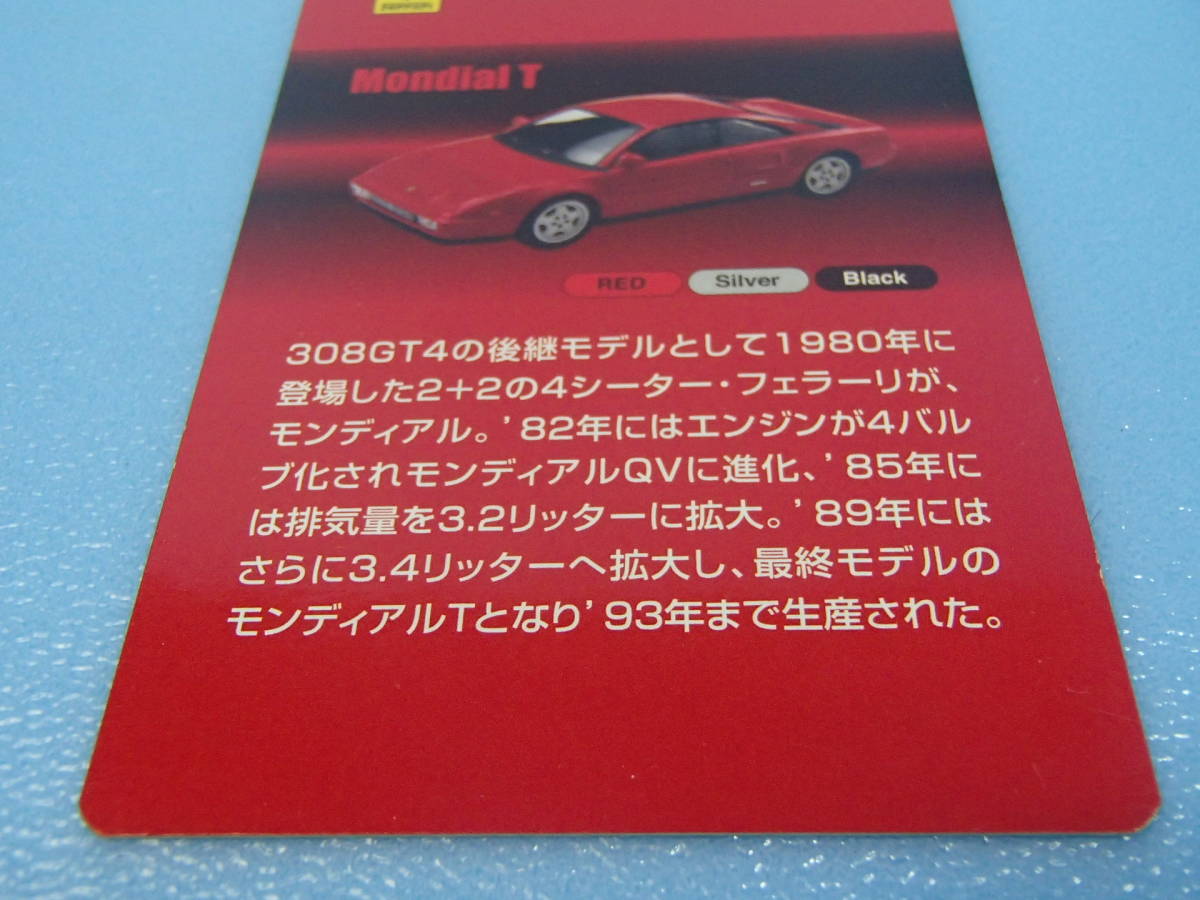 Ferrari
Mondial T
RED Silver Black
308GT4の後継モデルとして1980年に
登場した2+2の4シーター・フェラーリが、
モンディアル。'82年にはエンジンが4バル
ブ化されモンディアルQVに進化、'85年に
は排気量を3.2リッターに拡大。'89年には
さらに3.4リッターへ拡大し、最終モデルの
モンディアルTとなり'93年まで生産された。